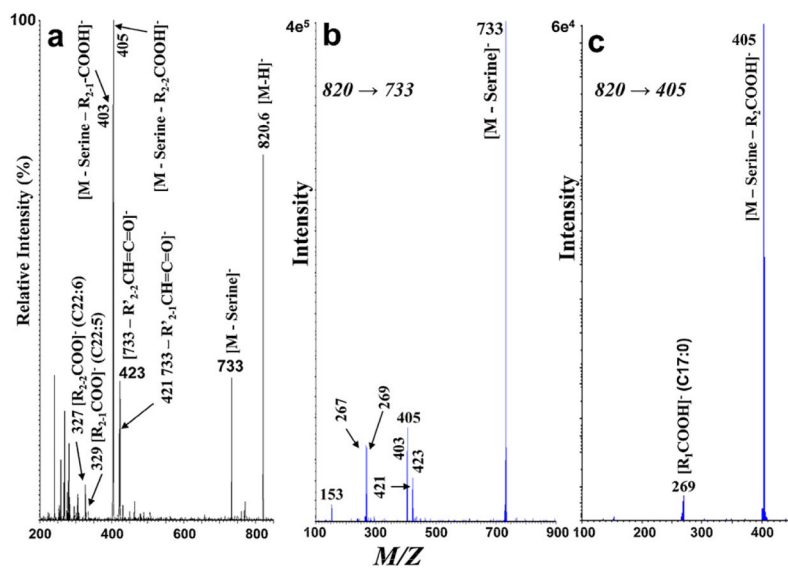 a
100
[M - Serine – R2-1-COOH]-
403
405
[M - Serine - R2-2COOH]-
820.6 [M-H]-
Relative Intensity (%)
327 [R2-2COO]- (C22:6)
329 [R2-1COO]- (C22:5)
[733 – R'2-2CH=C=O]-
423
421 733 – R'2-1CH=C=O]-
[M - Serine]-
733
200
400
600
800
b
4e5
733
820 → 733
[M - Serine]-
Intensity
267
269
405
403
423
421
153
100
300
500
700
900
c
6e4
405
820 → 405
[M – Serine – R2COOH]-
Intensity
[R1COOH]- (C17:0)
269
100
200
300
400
M/Z